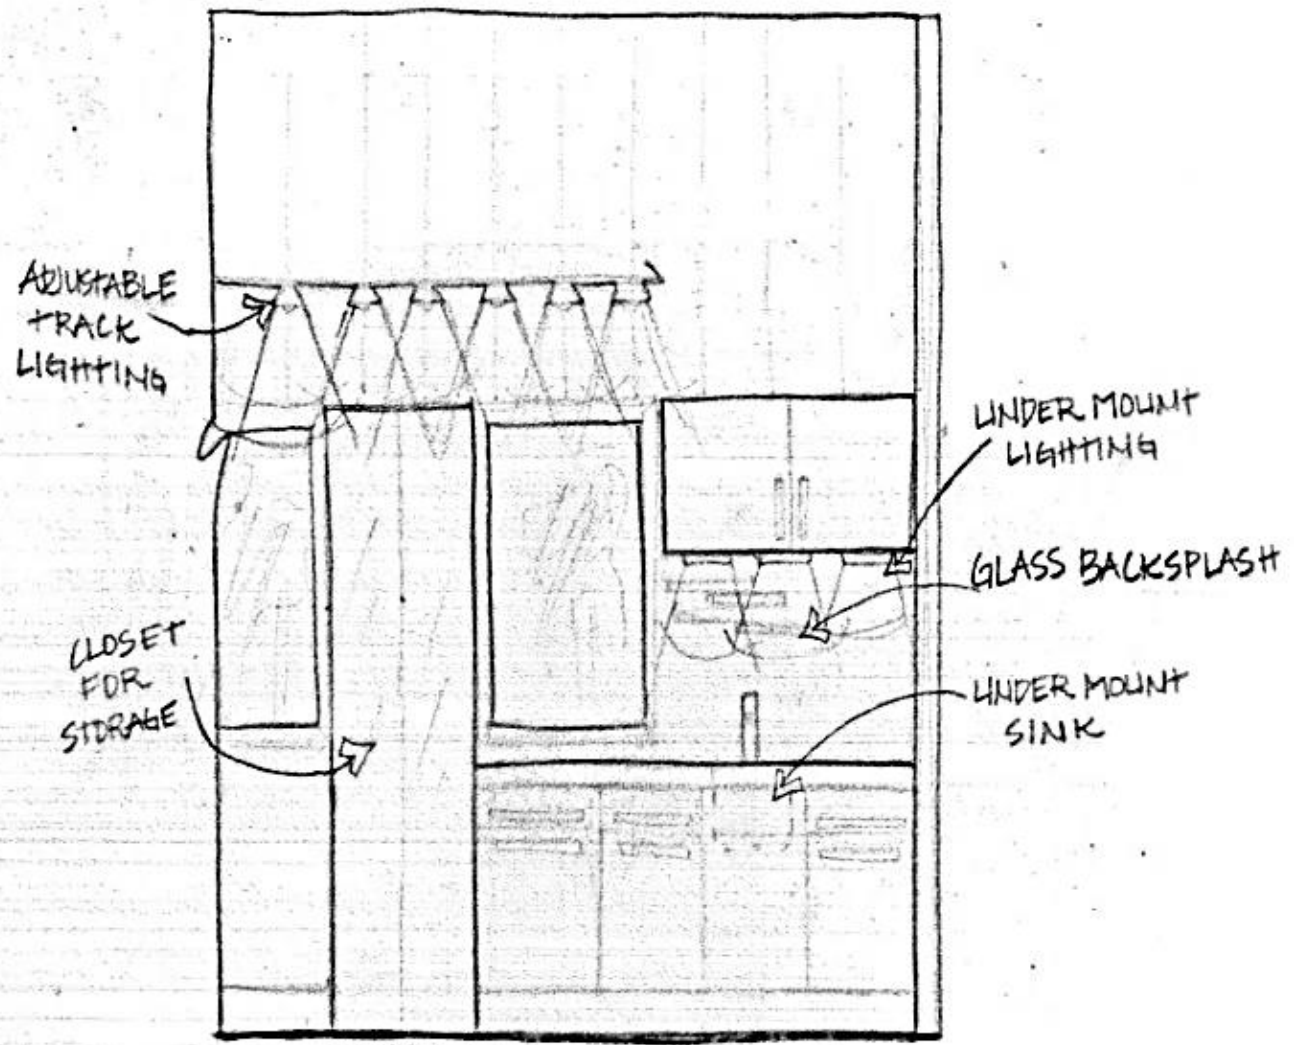 ADJUSTABLE
TRACK
LIGHTING
UNDER MOUNT
LIGHTING
GLASS BACKSPLASH
CLOSET
FOR
STORAGE
UNDER MOUNT
SINK